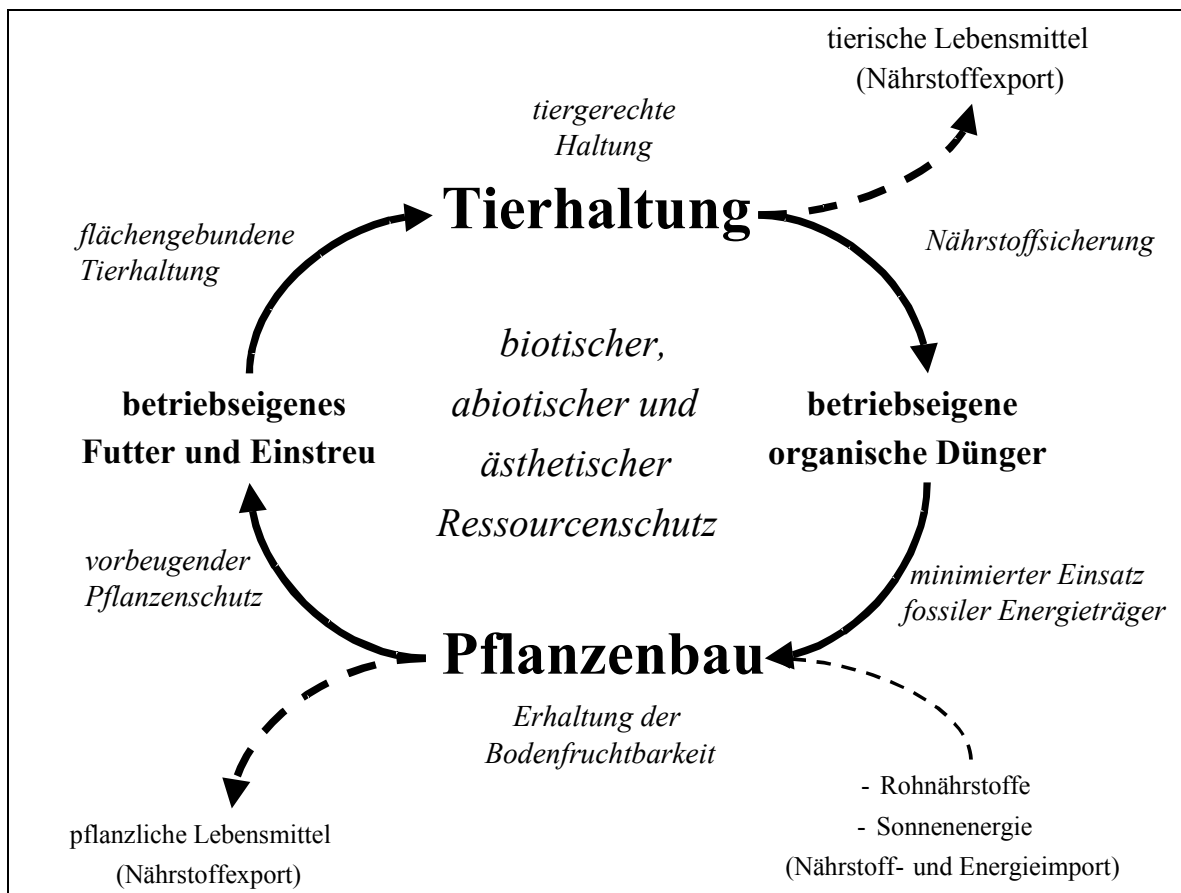 tierische Lebensmittel
(Nährstoffexport)
tiergerechte
Haltung
Tierhaltung
flächengebundene
Tierhaltung
Nährstoffsicherung
biotischer,
abiotischer und
ästhetischer
Ressourcenschutz
betriebseigenes
Futter und Einstreu
betriebseigene
organische Dünger
vorbeugender
Pflanzenschutz
minimierter Einsatz
fossiler Energieträger
Pflanzenbau
Erhaltung der
Bodenfruchtbarkeit
pflanzliche Lebensmittel
(Nährstoffexport)
- Rohnährstoffe
- Sonnenenergie
(Nährstoff- und Energieimport)